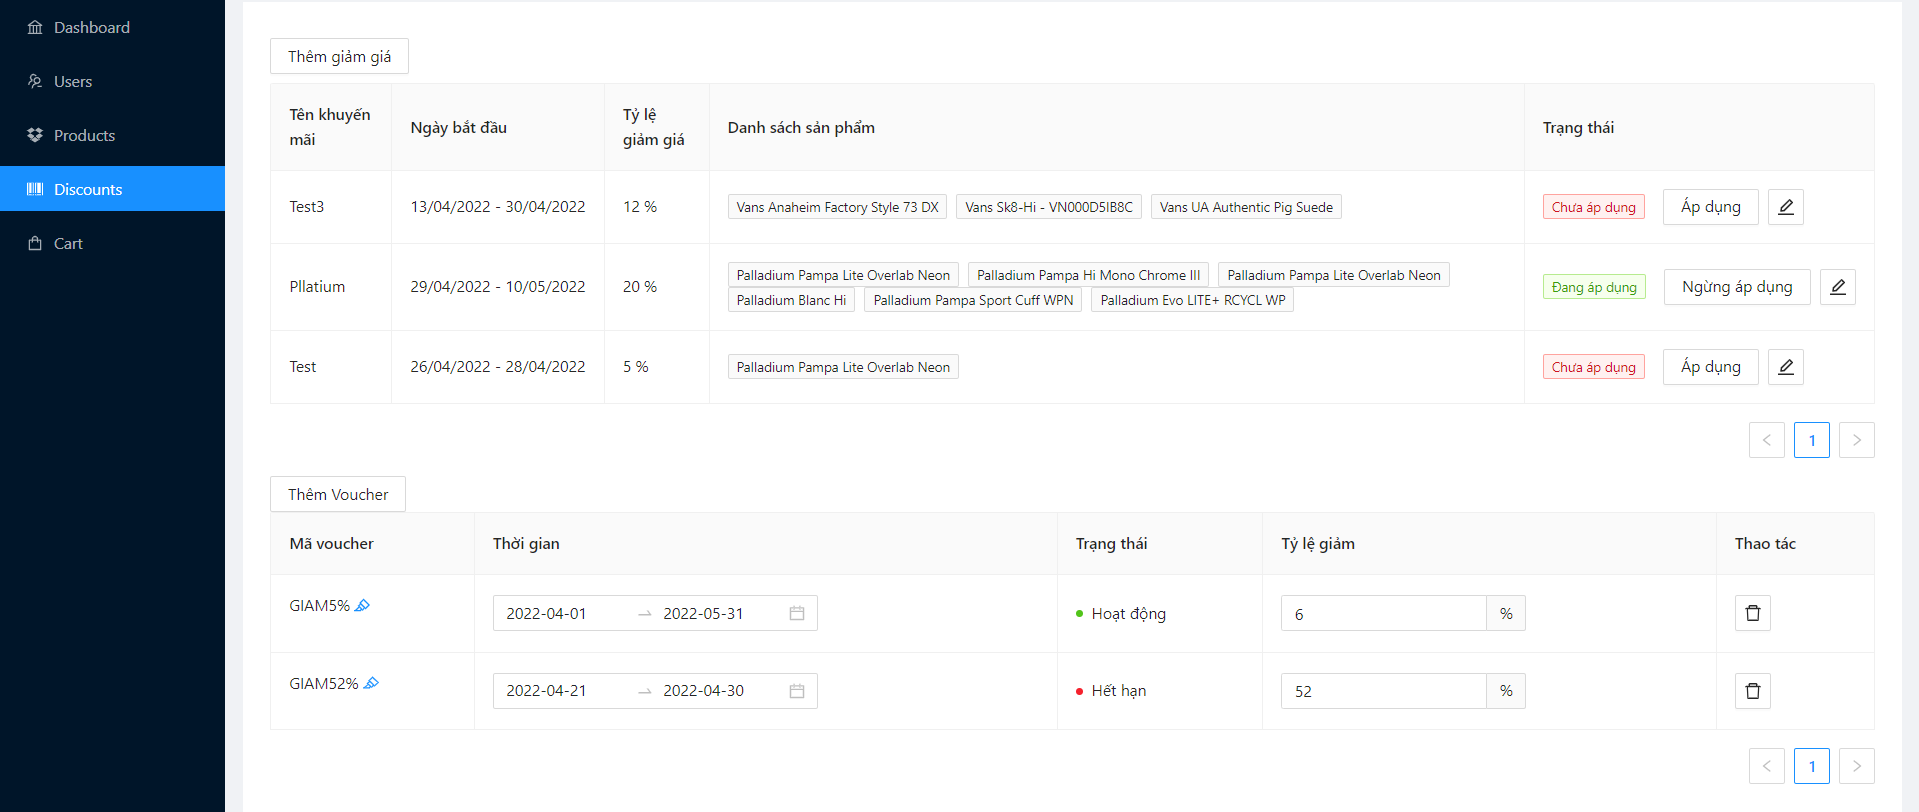 Dashboard
Users
Products
Discounts
Cart
Thêm giảm giá
Tên khuyến mãi
Ngày bắt đầu
Tỷ lệ giảm giá
Danh sách sản phẩm
Trạng thái
Test3
13/04/2022 - 30/04/2022
12 %
Vans Anaheim Factory Style 73 DX
Vans Sk8-Hi - VN000D5IB8C
Vans UA Authentic Pig Suede
Chưa áp dụng
Áp dụng
Pllatium
29/04/2022 - 10/05/2022
20 %
Palladium Pampa Lite Overlab Neon
Palladium Pampa Hi Mono Chrome III
Palladium Pampa Lite Overlab Neon
Palladium Blanc Hi
Palladium Pampa Sport Cuff WPN
Palladium Evo LITE+ RCYCL WP
Đang áp dụng
Ngừng áp dụng
Test
26/04/2022 - 28/04/2022
5 %
Palladium Pampa Lite Overlab Neon
Chưa áp dụng
Áp dụng
1
Thêm Voucher
Mã voucher
Thời gian
Trạng thái
Tỷ lệ giảm
Thao tác
GIAM5%
2022-04-01
2022-05-31
Hoạt động
6
%
GIAM52%
2022-04-21
2022-04-30
Hết hạn
52
%
1